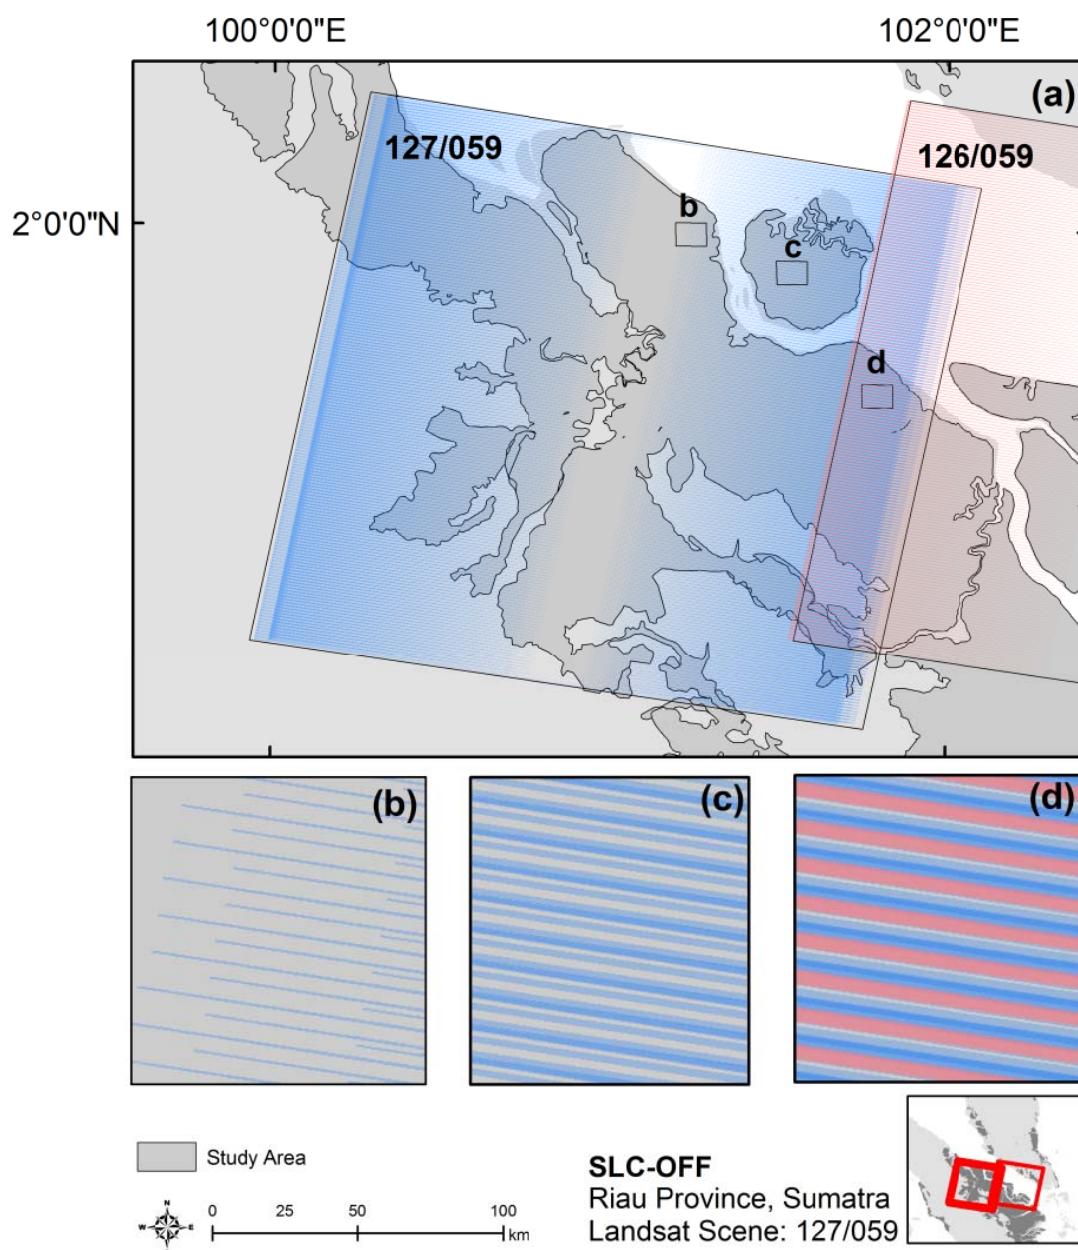 100°0'0"E
102°0'0"E
(a)
127/059
126/059
2°0'0"N
b
c
d
(b)
(c)
(d)
Study Area
SLC-OFF
Riau Province, Sumatra
Landsat Scene: 127/059
N
W
E
S
0 25 50 100
km